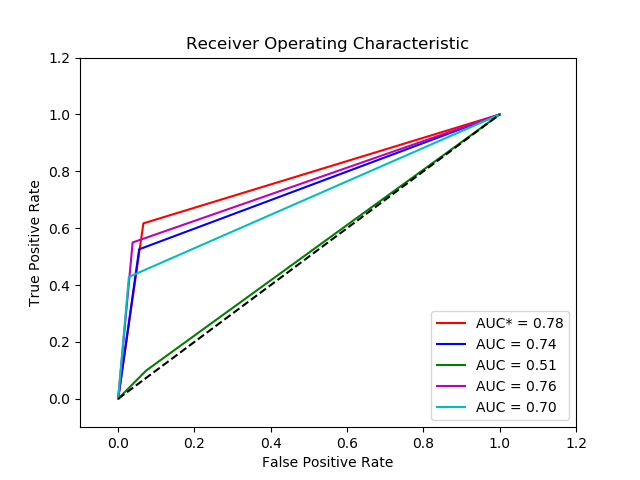 Receiver Operating Characteristic
1.2
1.0
0.8
0.6
0.4
0.2
0.0
True Positive Rate
AUC* = 0.78
AUC = 0.74
AUC = 0.51
AUC = 0.76
AUC = 0.70
0.0 0.2 0.4 0.6 0.8 1.0 1.2
False Positive Rate